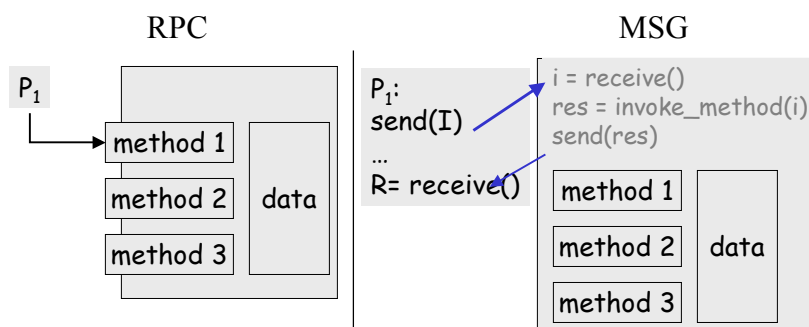 RPC
P1
method 1
method 2
method 3
data
MSG
P1:
send(I)
...
R= receive()
i = receive()
res = invoke_method(i)
send(res)
method 1
method 2
method 3
data